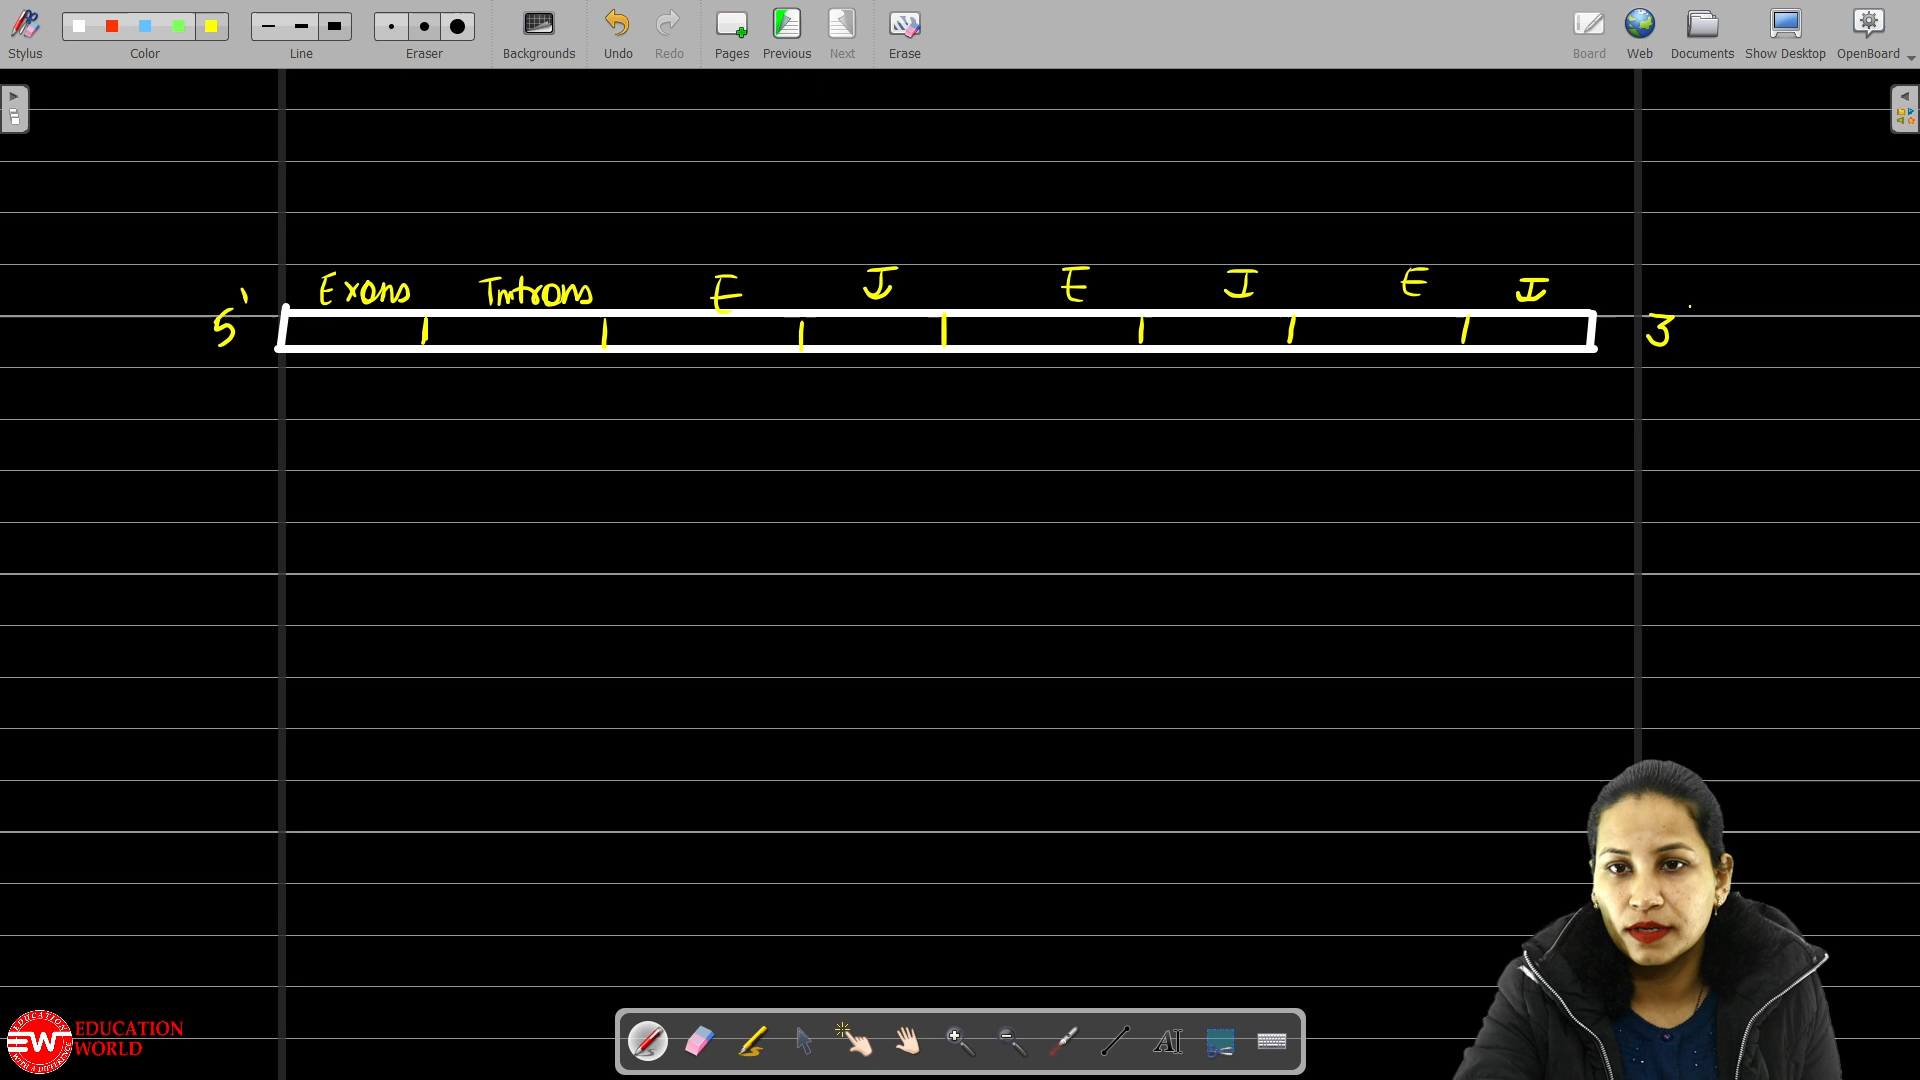 Stylus Color Line Eraser Backgrounds Undo Redo Pages Previous Next Erase Board Web Documents Show Desktop OpenBoard
Exons Introns E I E I E I
5' 3'
EDUCATION
WORLD